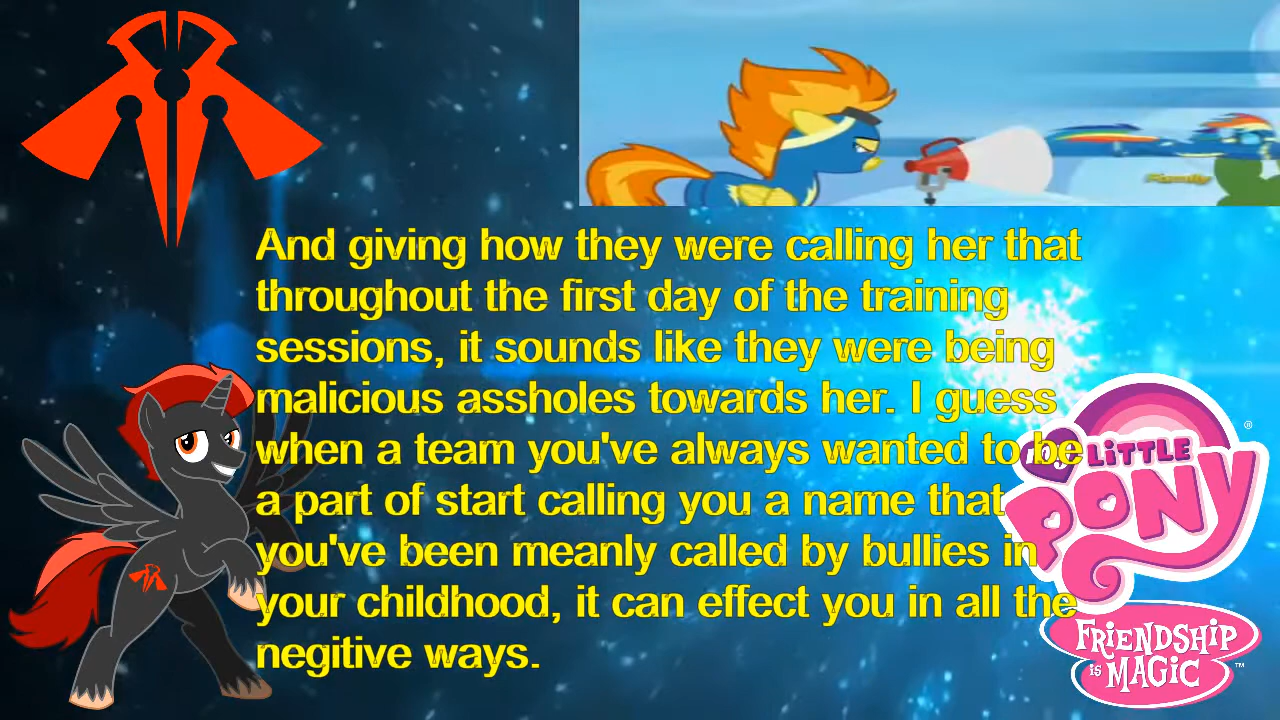 And giving how they were calling her that
throughout the first day of the training
sessions, it sounds like they were being
malicious assholes towards her. I guess
when a team you've always wanted to be
a part of start calling you a name that
you've been meanly called by bullies in
your childhood, it can effect you in all the
negitive ways.
my LiTTLE
PONY
FRiENDSHiP
iS MAGiC
®
™